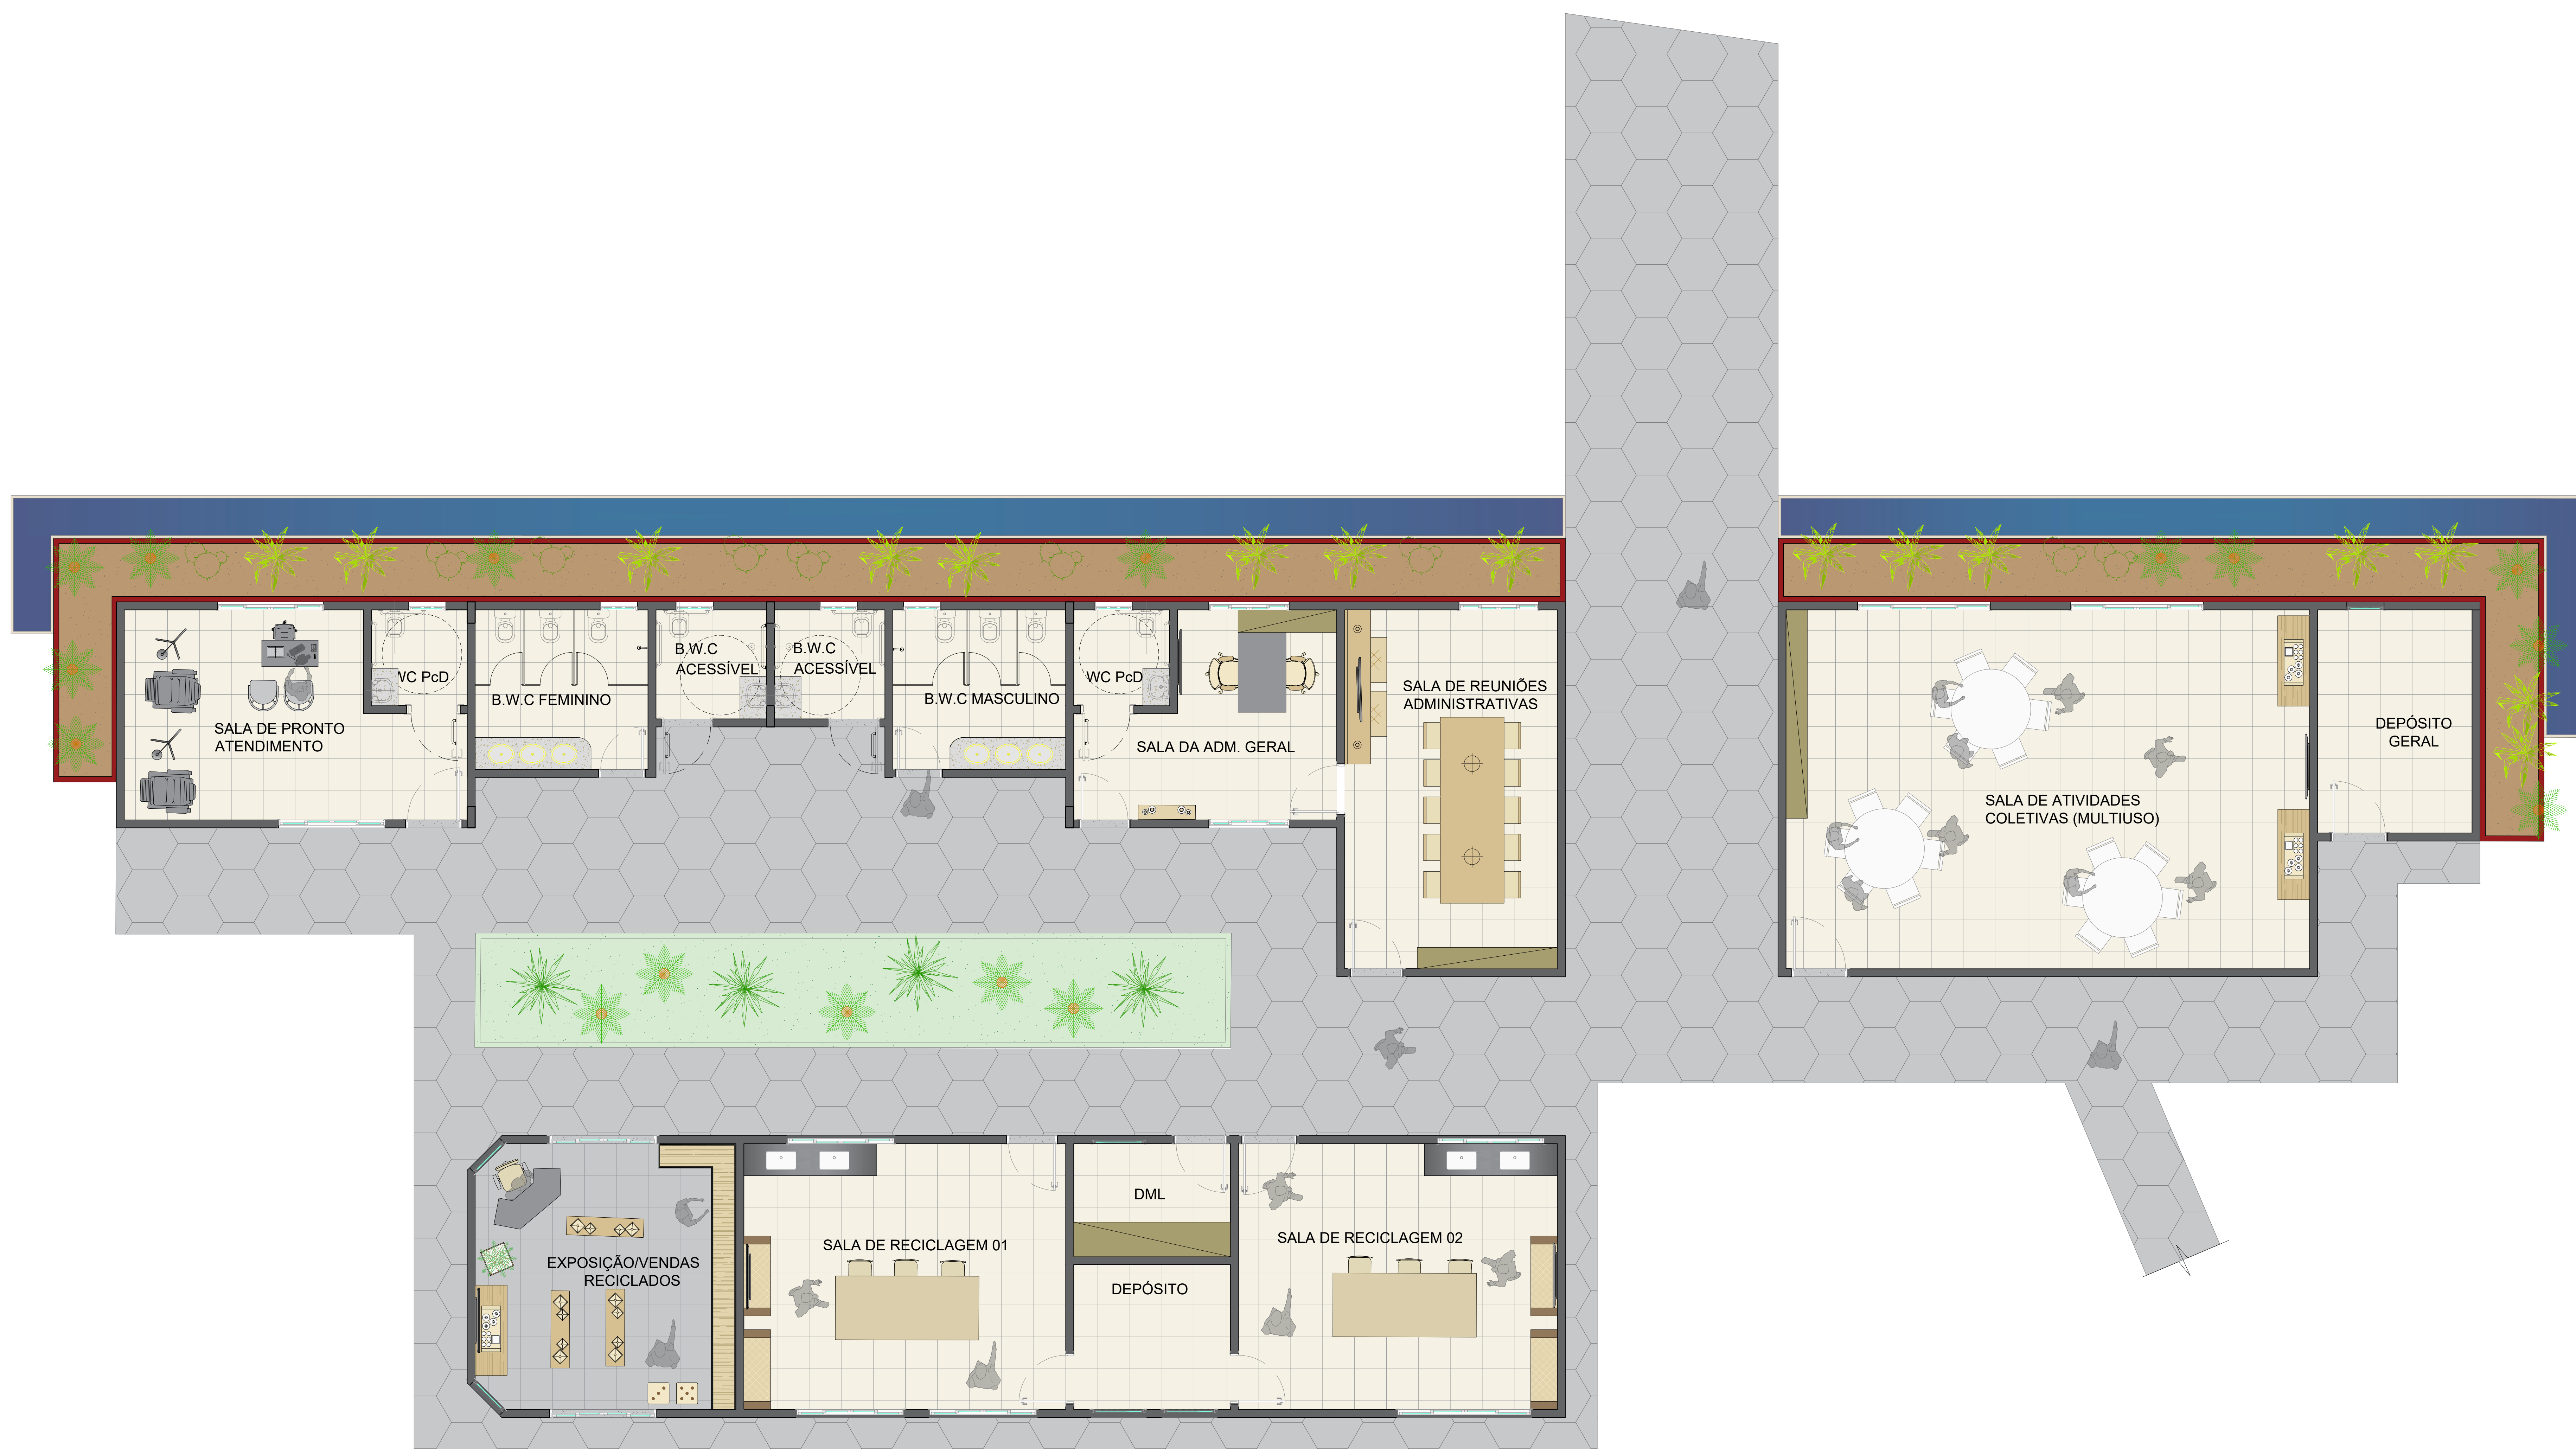 SALA DE PRONTO
ATENDIMENTO
WC PcD
B.W.C FEMININO
B.W.C
ACESSÍVEL
B.W.C
ACESSÍVEL
B.W.C MASCULINO
WC PcD
SALA DA ADM. GERAL
SALA DE REUNIÕES
ADMINISTRATIVAS
SALA DE ATIVIDADES
COLETIVAS (MULTIUSO)
DEPÓSITO
GERAL
EXPOSIÇÃO/VENDAS
RECICLADOS
SALA DE RECICLAGEM 01
DML
DEPÓSITO
SALA DE RECICLAGEM 02